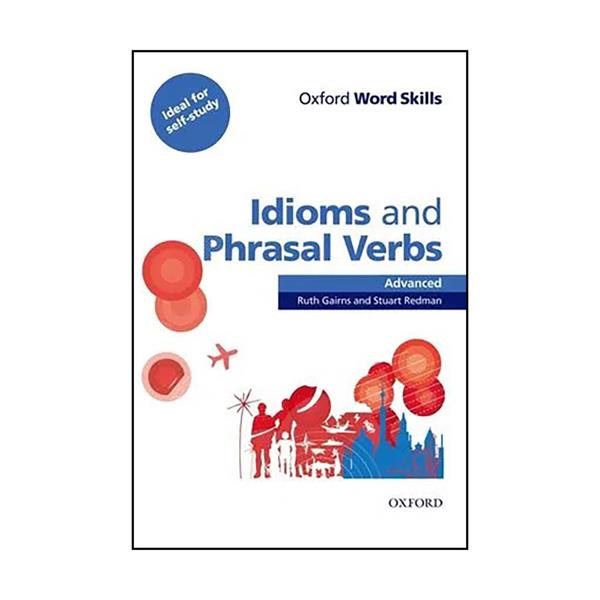 Ideal for
self-study
Oxford Word Skills
Idioms and
Phrasal Verbs
Advanced
Ruth Gairns and Stuart Redman
OXFORD